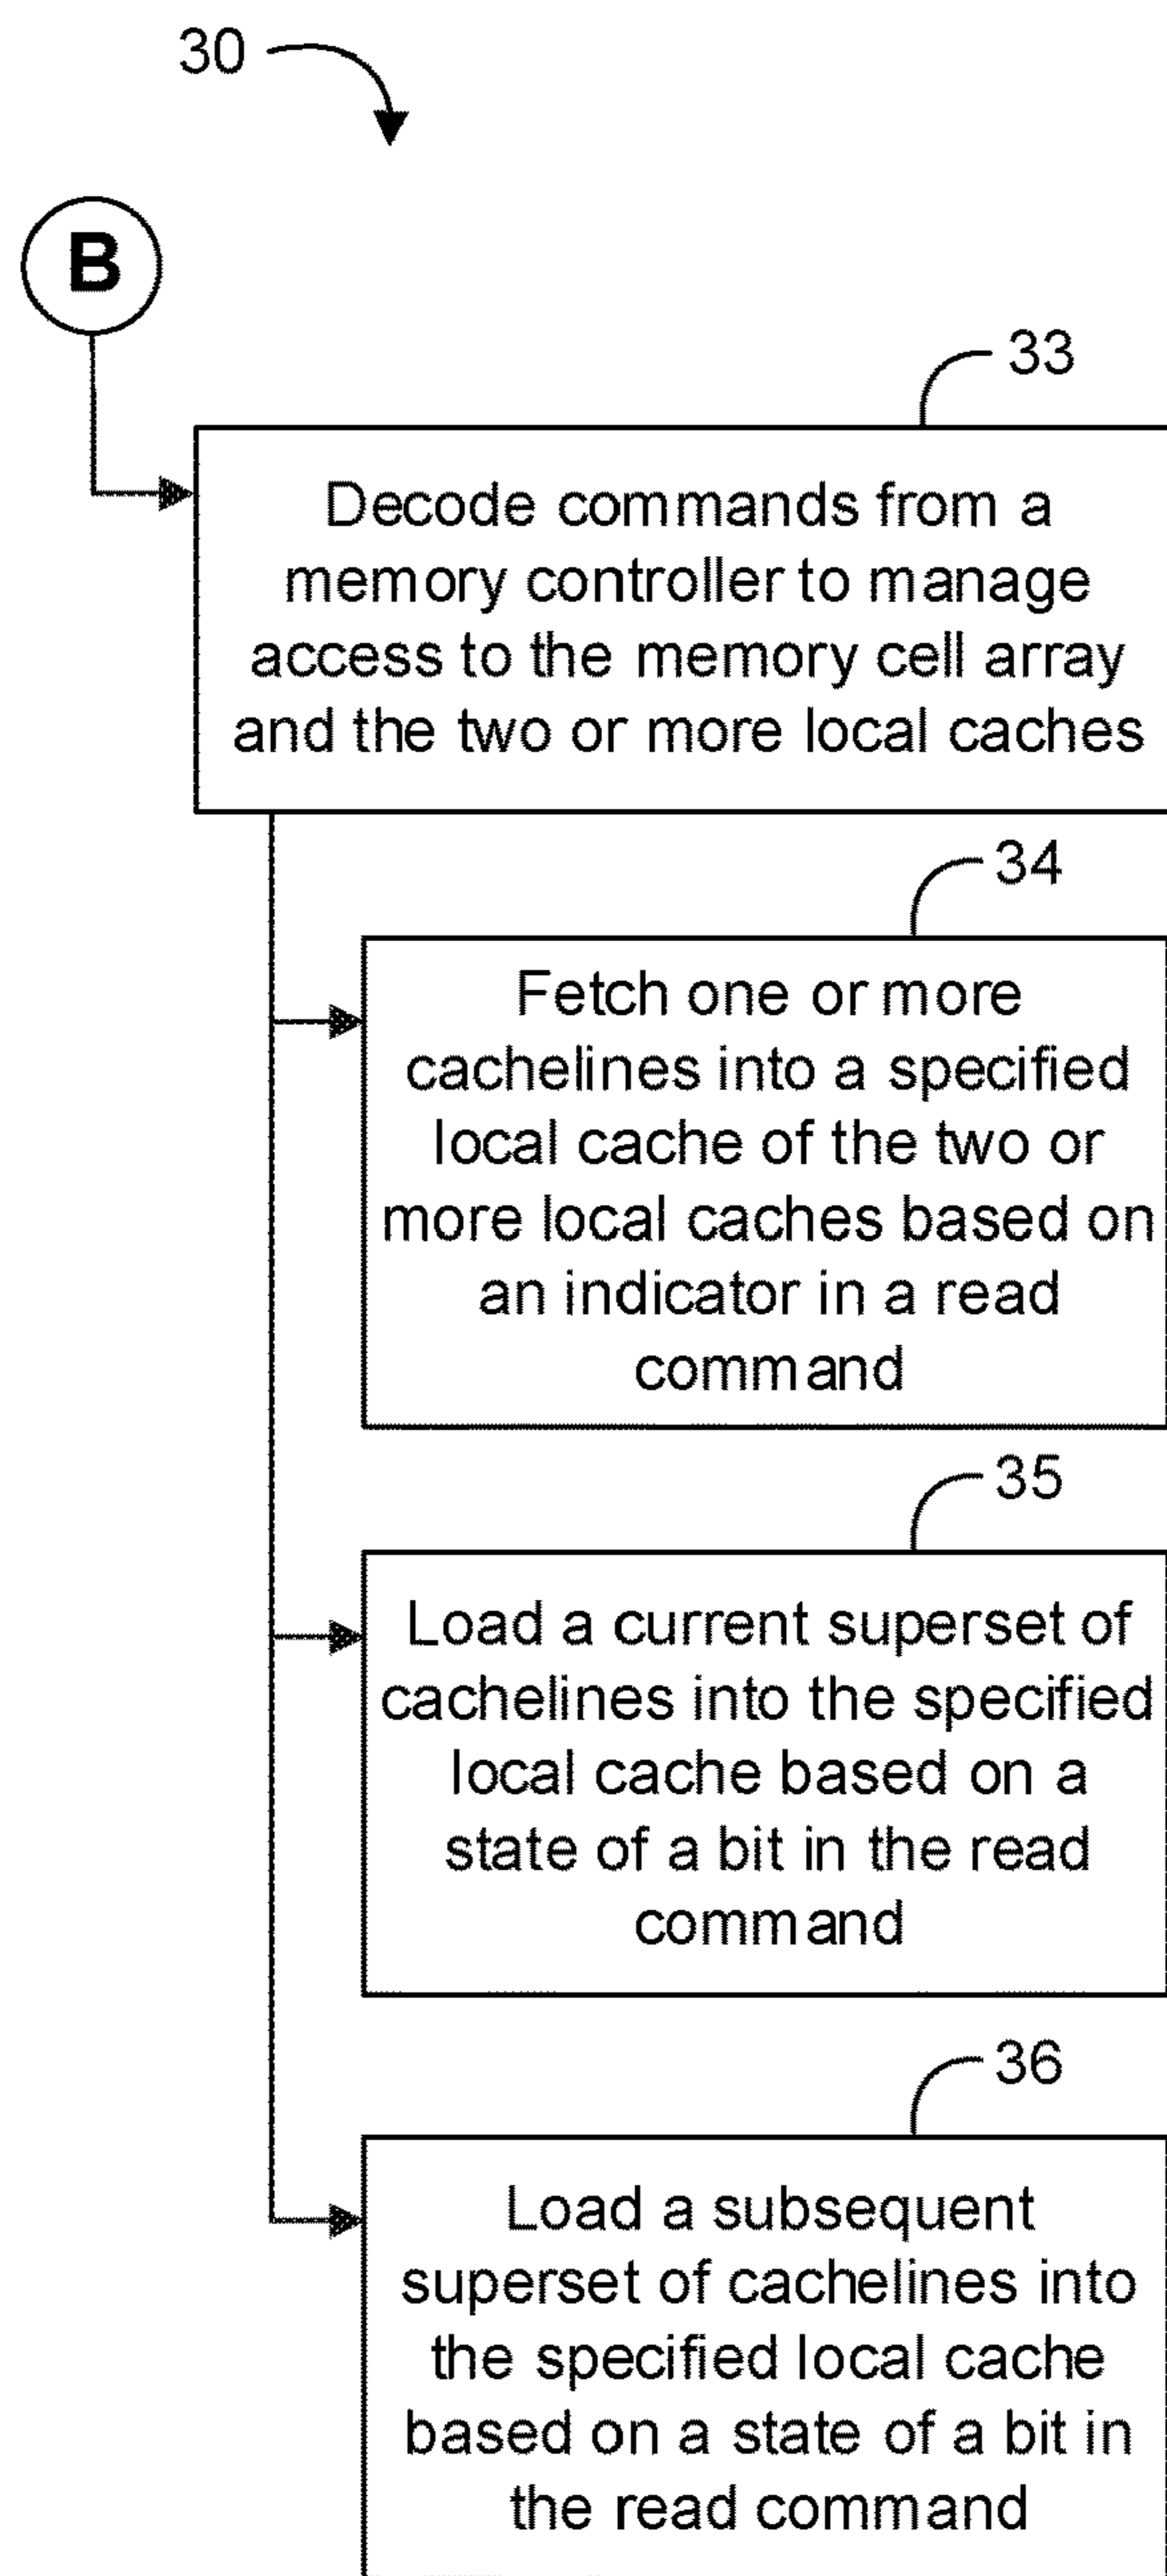 30
B
33
Decode commands from a
memory controller to manage
access to the memory cell array
and the two or more local caches
34
Fetch one or more
cachelines into a specified
local cache of the two or
more local caches based on
an indicator in a read
command
35
Load a current superset of
cachelines into the specified
local cache based on a
state of a bit in the read
command
36
Load a subsequent
superset of cachelines into
the specified local cache
based on a state of a bit in
the read command